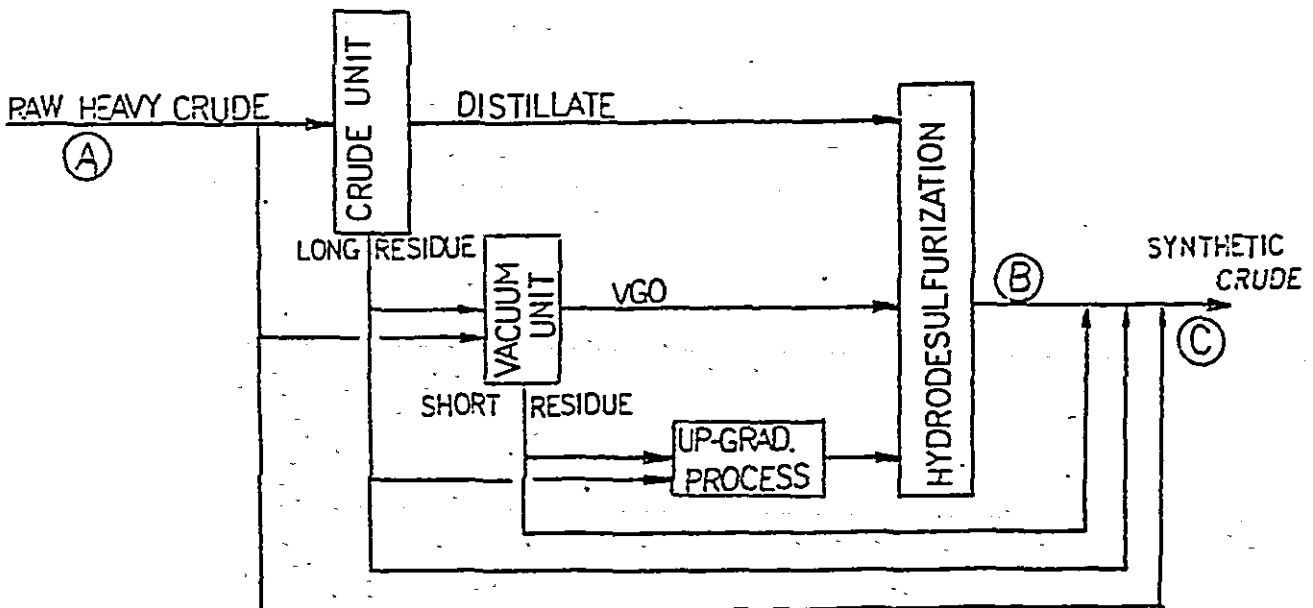 RAW HEAVY CRUDE
A
CRUDE UNIT
DISTILLATE
LONG RESIDUE
VACUUM
UNIT
VGO
SHORT RESIDUE
UP-GRAD.
PROCESS
HYDRODESULFURIZATION
B
SYNTHETIC
CRUDE
C